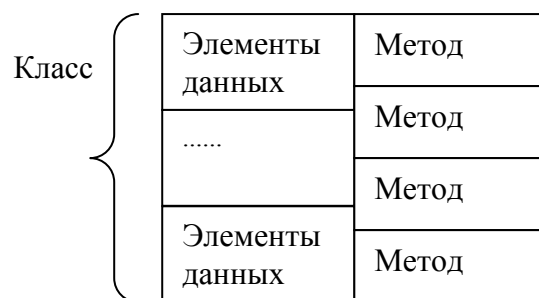 Класс
Элементы
данных
......
Элементы
данных
Метод
Метод
Метод
Метод